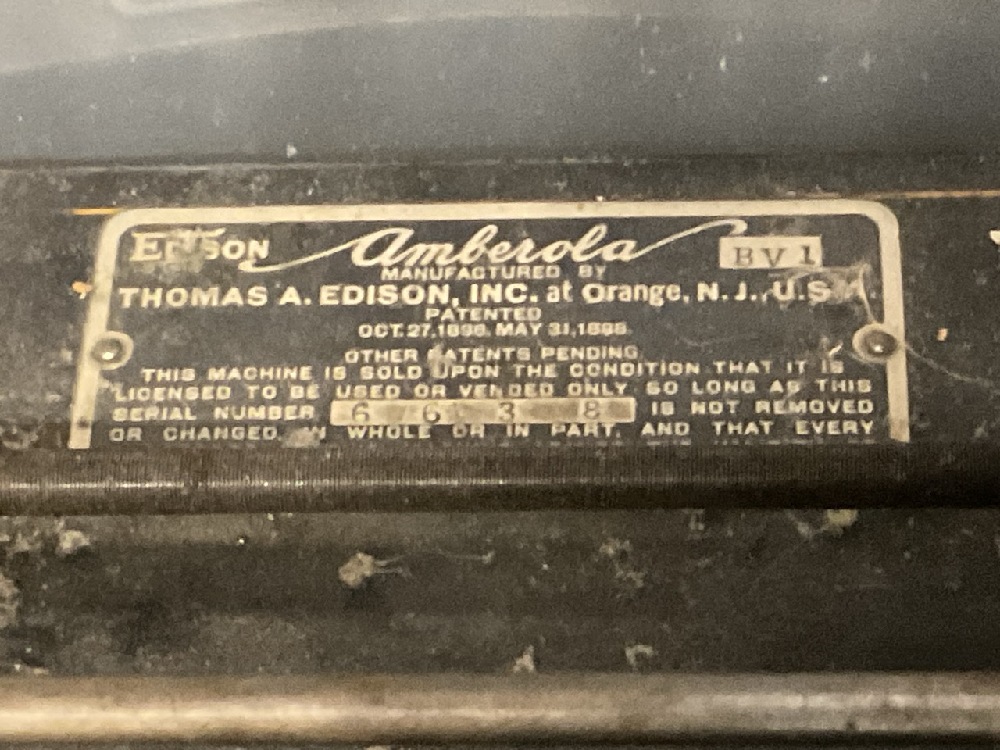 EDISON Amberola BV1
MANUFACTURED BY
THOMAS A. EDISON, INC. at Orange, N.J., U.S.A.
PATENTED
OCT. 27, 1896. MAY 31, 1898.
OTHER PATENTS PENDING
THIS MACHINE IS SOLD UPON THE CONDITION THAT IT IS
LICENSED TO BE USED OR VENDED ONLY SO LONG AS THIS
SERIAL NUMBER 6 6 3 8 IS NOT REMOVED
OR CHANGED IN WHOLE OR IN PART, AND THAT EVERY